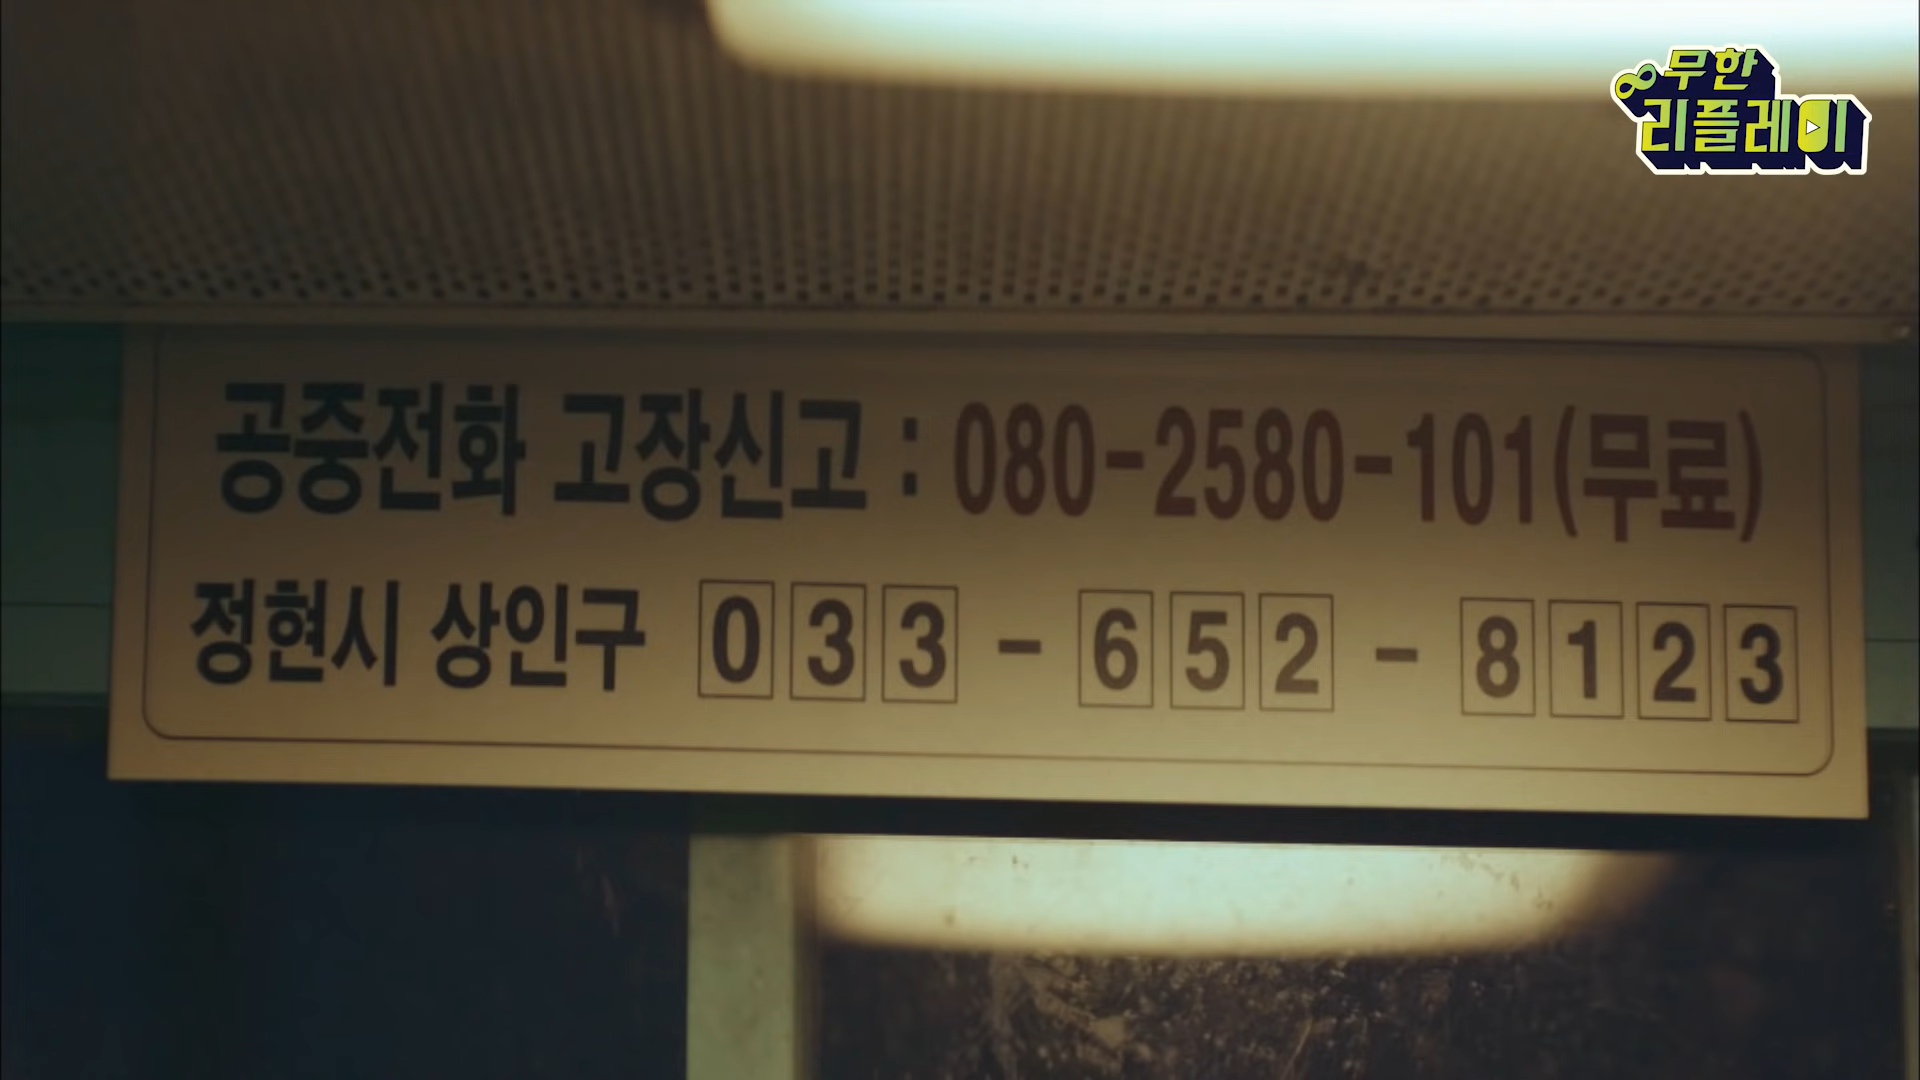 무한
리플레이
공중전화 고장신고 : 080-2580-101(무료)
정현시 상인구 033-652-8123